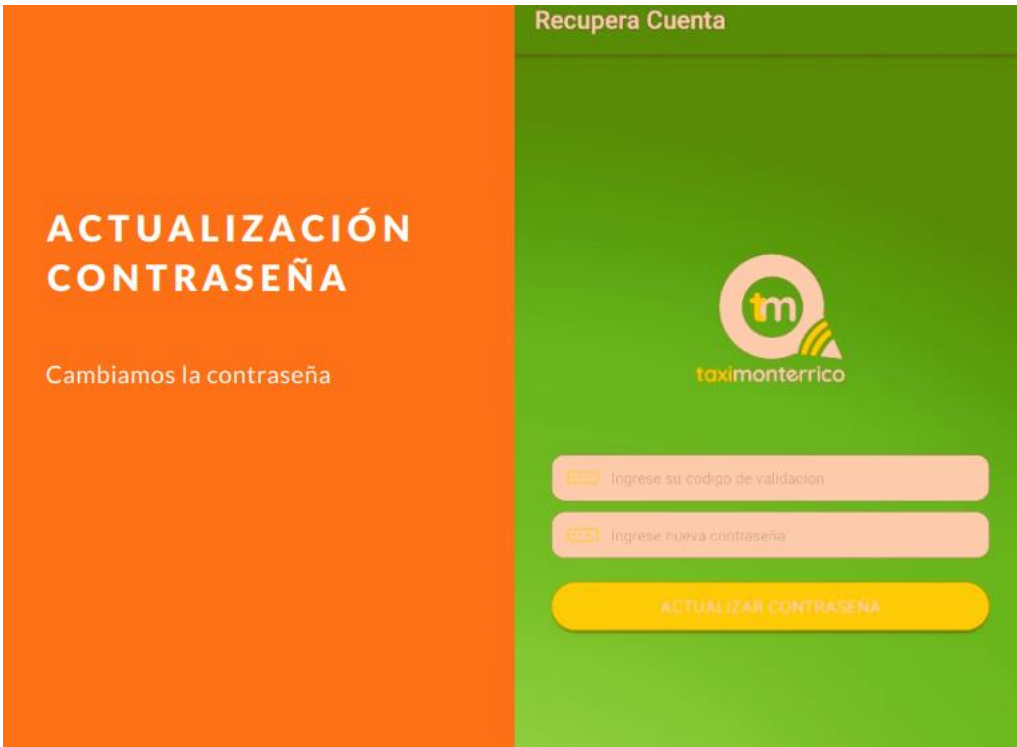 ACTUALIZACIÓN
CONTRASEÑA
Cambiamos la contraseña
Recupera Cuenta
tm
taximonterrico
Ingrese su codigo de validacion
Ingrese nueva contraseña
ACTUALIZAR CONTRASEÑA